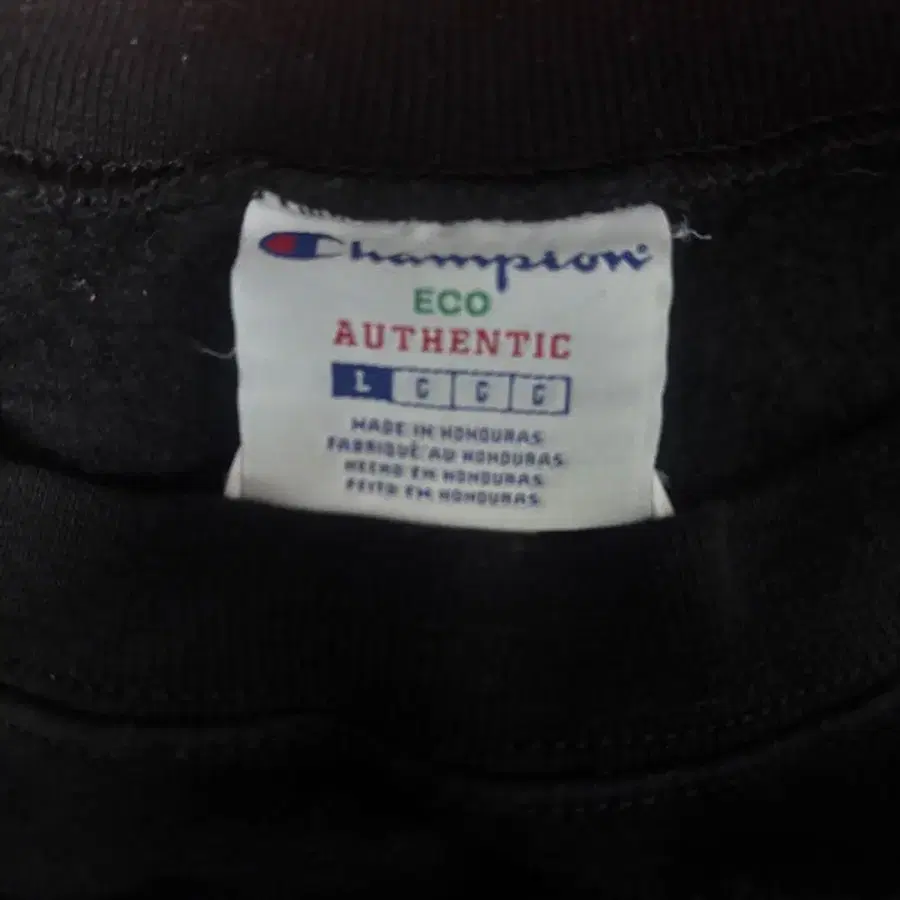 Champion®
ECO
AUTHENTIC
L G G G
MADE IN HONDURAS
FABRIQUÉ AU HONDURAS
HECHO EN HONDURAS
FEITO EM HONDURAS